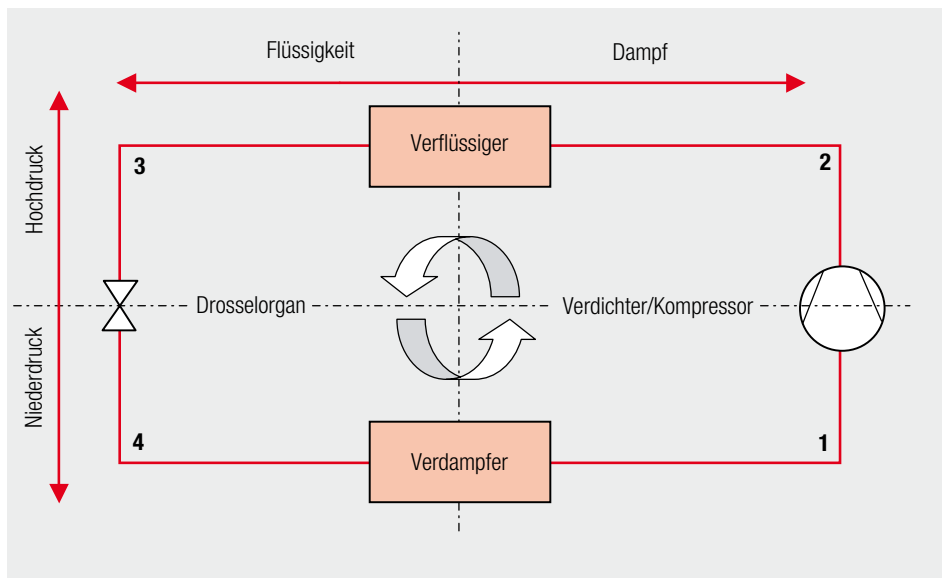 Flüssigkeit
Dampf
Verflüssiger
Hochdruck
3
2
Drosselorgan
Verdichter/Kompressor
Niederdruck
4
1
Verdampfer